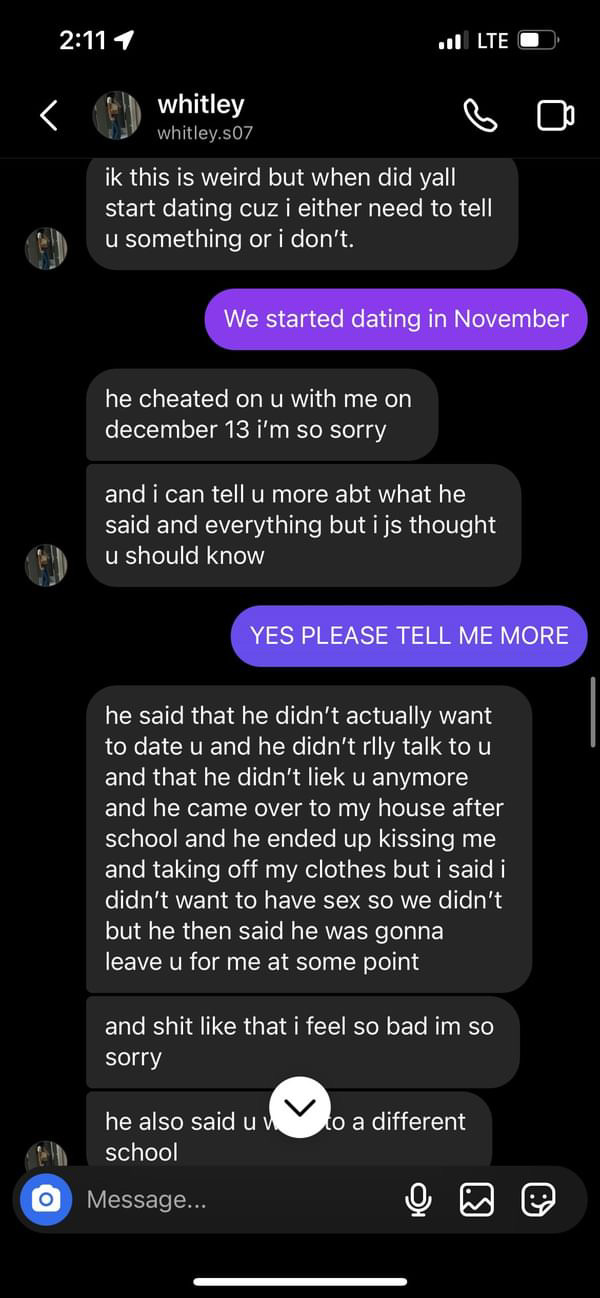 2:11
LTE
whitley
whitley.s07
ik this is weird but when did yall
start dating cuz i either need to tell
u something or i don't.
We started dating in November
he cheated on u with me on
december 13 i'm so sorry
and i can tell u more abt what he
said and everything but i js thought
u should know
YES PLEASE TELL ME MORE
he said that he didn't actually want
to date u and he didn't rlly talk to u
and that he didn't liek u anymore
and he came over to my house after
school and he ended up kissing me
and taking off my clothes but i said i
didn't want to have sex so we didn't
but he then said he was gonna
leave u for me at some point
and shit like that i feel so bad im so
sorry
he also said u to a different
school
Message...